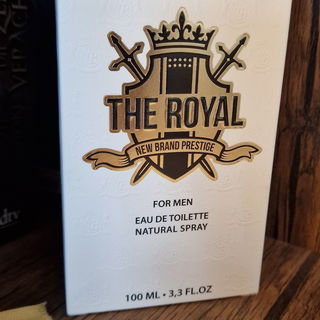 THE ROYAL
NEW BRAND PRESTIGE
FOR MEN
EAU DE TOILETTE
NATURAL SPRAY
100 ML • 3,3 FL.OZ